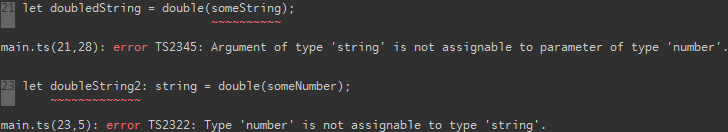 21 let doubledString = double(someString);
~~~~~~~~~~
main.ts(21,28): error TS2345: Argument of type 'string' is not assignable to parameter of type 'number'.
23 let doubleString2: string = double(someNumber);
~~~~~~~~~~~~~
main.ts(23,5): error TS2322: Type 'number' is not assignable to type 'string'.